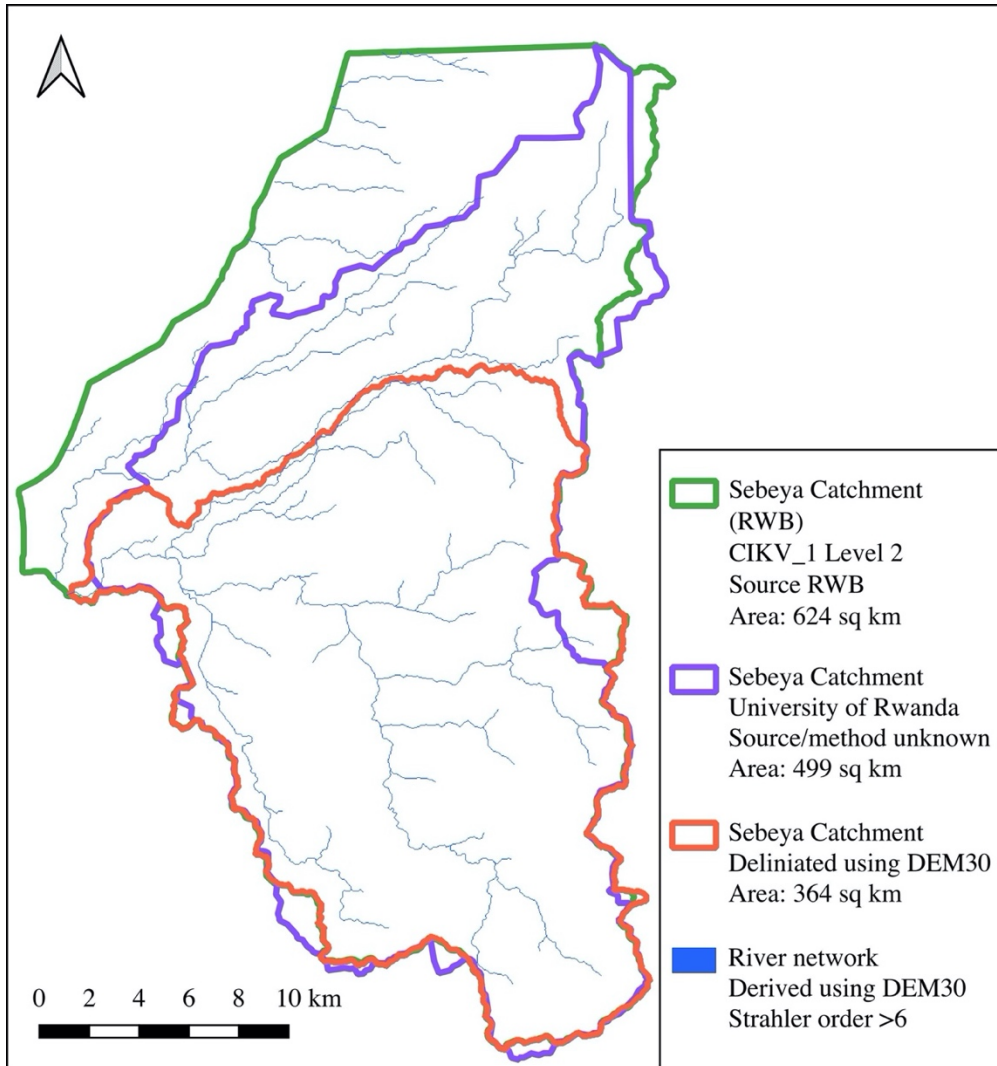 Sebeya Catchment
(RWB)
CIKV_1 Level 2
Source RWB
Area: 624 sq km
Sebeya Catchment
University of Rwanda
Source/method unknown
Area: 499 sq km
Sebeya Catchment
Deliniated using DEM30
Area: 364 sq km
River network
Derived using DEM30
Strahler order >6
0 2 4 6 8 10 km